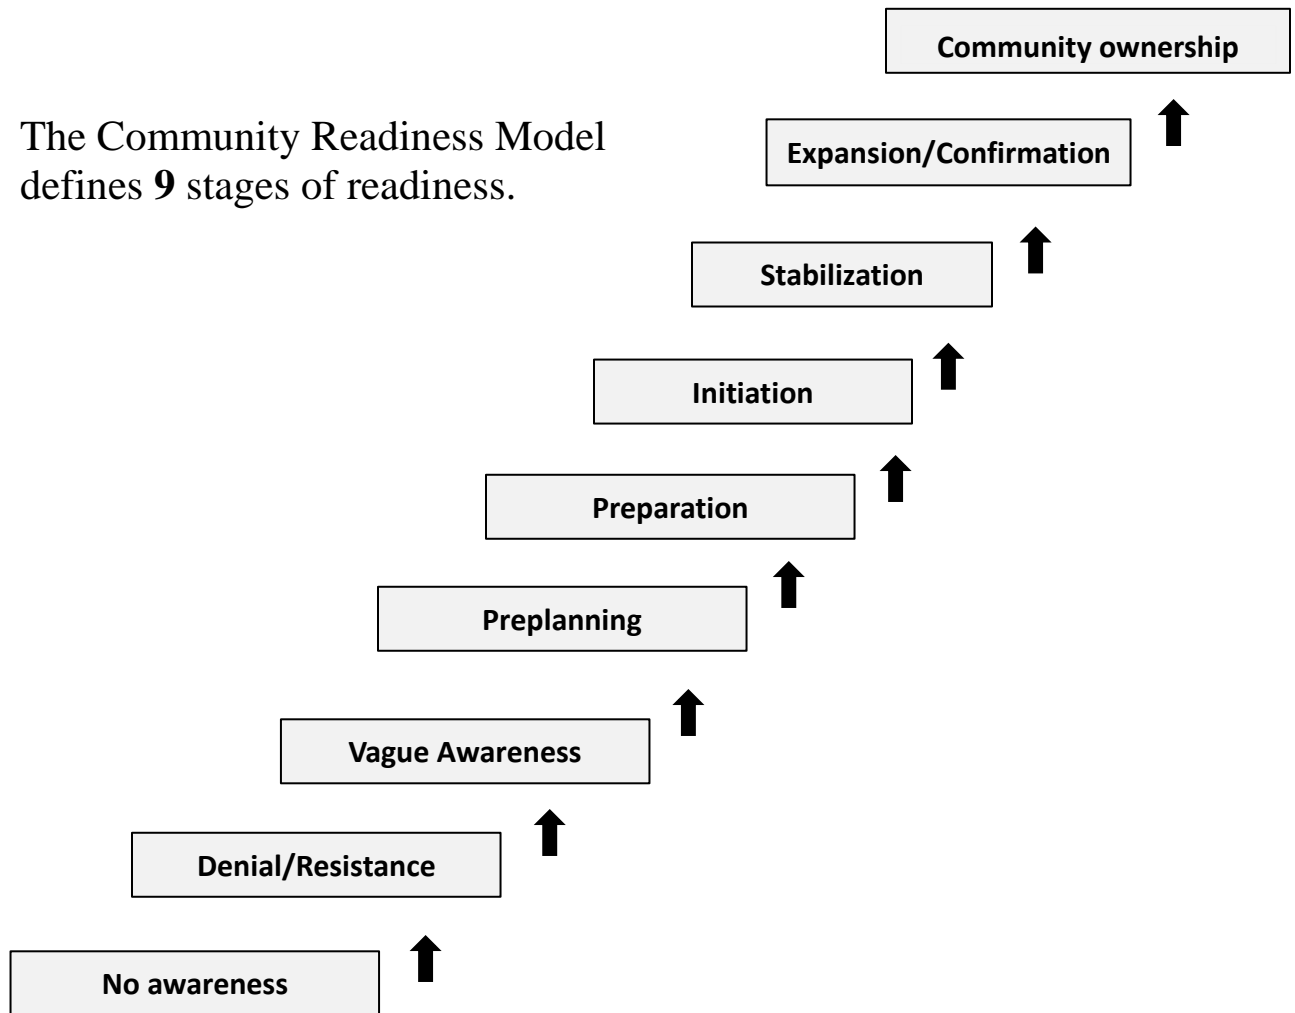 Community ownership
The Community Readiness Model
defines 9 stages of readiness.
Expansion/Confirmation
Stabilization
Initiation
Preparation
Preplanning
Vague Awareness
Denial/Resistance
No awareness